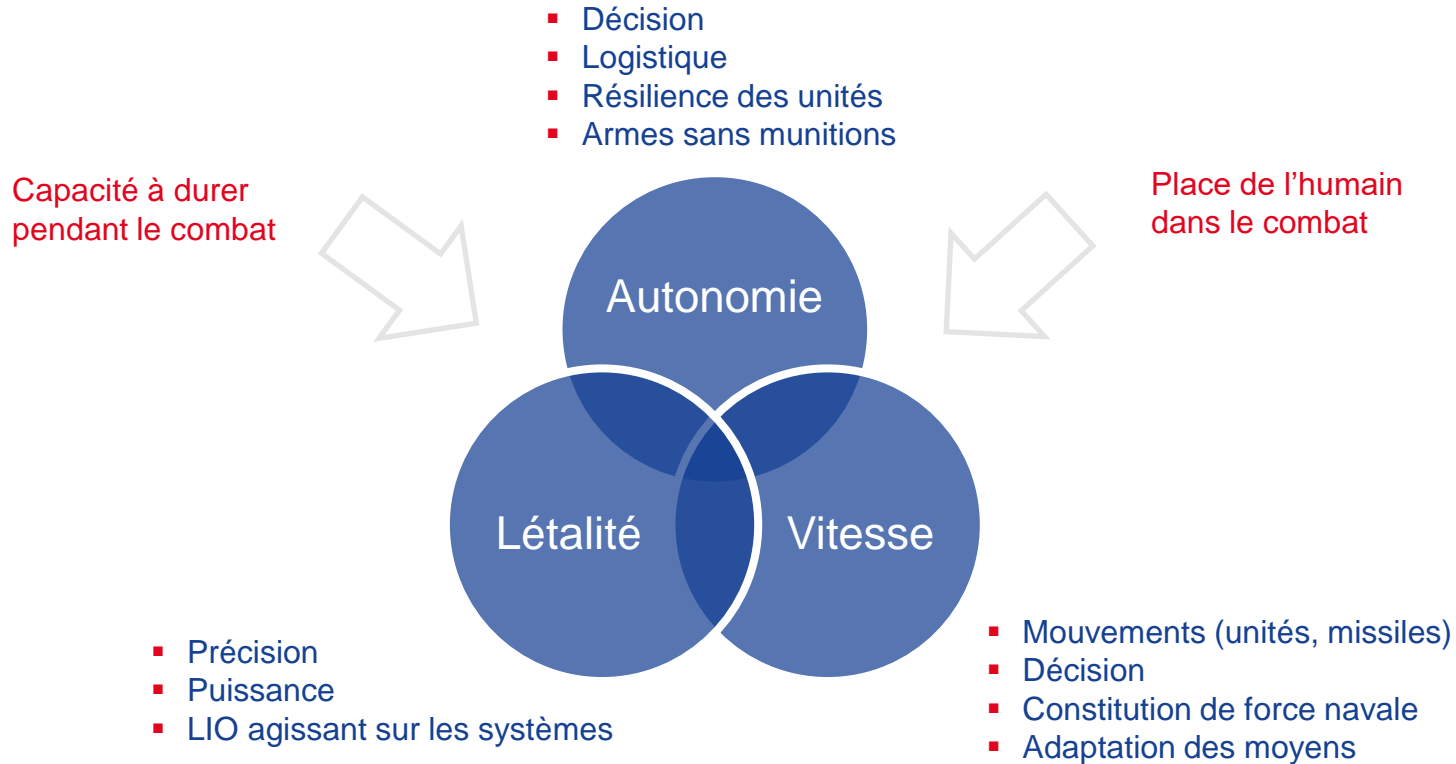 Décision
Logistique
Résilience des unités
Armes sans munitions
Capacité à durer
pendant le combat
Place de l’humain
dans le combat
Autonomie
Létalité
Vitesse
Précision
Puissance
LIO agissant sur les systèmes
Mouvements (unités, missiles)
Décision
Constitution de force navale
Adaptation des moyens